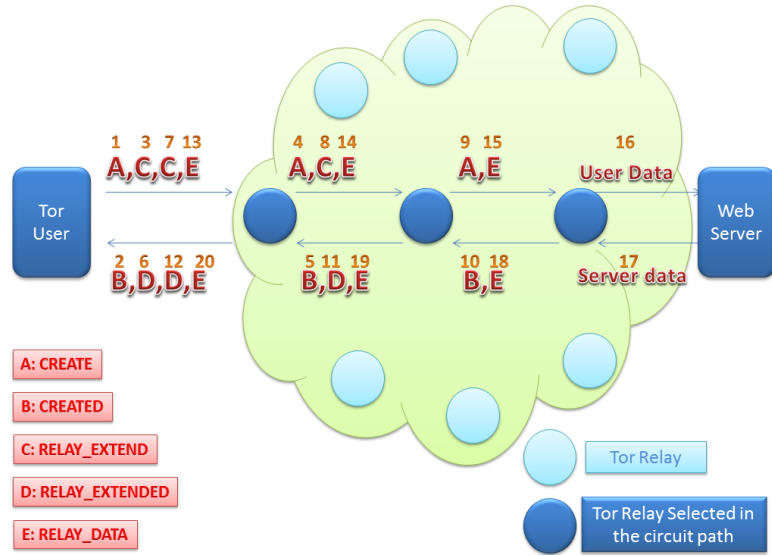 1 3 7 13
A,C,C,E
4 8 14
A,C,E
9 15
A,E
16
User Data
Tor
User
Web
Server
2 6 12 20
B,D,D,E
5 11 19
B,D,E
10 18
B,E
17
Server data
A: CREATE
B: CREATED
C: RELAY_EXTEND
D: RELAY_EXTENDED
E: RELAY_DATA
Tor Relay
Tor Relay Selected in
the circuit path